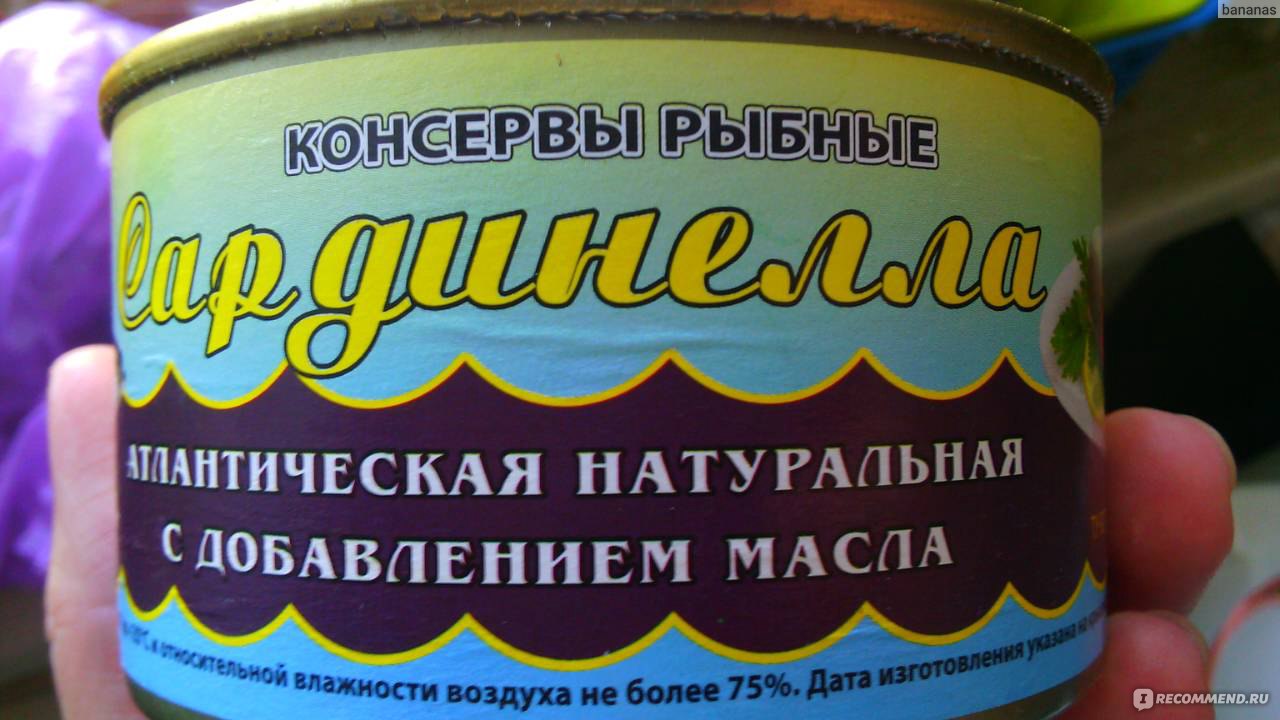 bananas
КОНСЕРВЫ РЫБНЫЕ
Сардинелла
АТЛАНТИЧЕСКАЯ НАТУРАЛЬНАЯ
С ДОБАВЛЕНИЕМ МАСЛА
°С и относительной влажности воздуха не более 75%. Дата изготовления указана на
RECOMMEND.RU